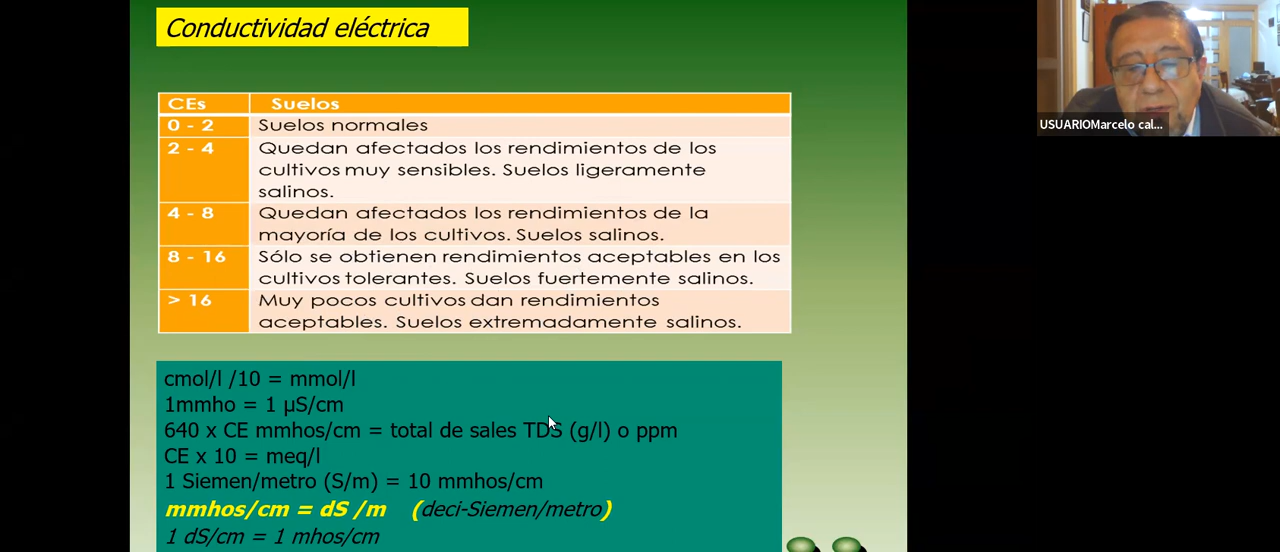 Conductividad eléctrica
CEs Suelos
0 - 2 Suelos normales
2 - 4 Quedan afectados los rendimientos de los
cultivos muy sensibles. Suelos ligeramente
salinos.
4 - 8 Quedan afectados los rendimientos de la
mayoría de los cultivos. Suelos salinos.
8 - 16 Sólo se obtienen rendimientos aceptables en los
cultivos tolerantes. Suelos fuertemente salinos.
> 16 Muy pocos cultivos dan rendimientos
aceptables. Suelos extremadamente salinos.
cmol/l /10 = mmol/l
1mmho = 1 µS/cm
640 x CE mmhos/cm = total de sales TDS (g/l) o ppm
CE x 10 = meq/l
1 Siemen/metro (S/m) = 10 mmhos/cm
mmhos/cm = dS /m (deci-Siemen/metro)
1 dS/cm = 1 mhos/cm
USUARIOMarcelo cal...